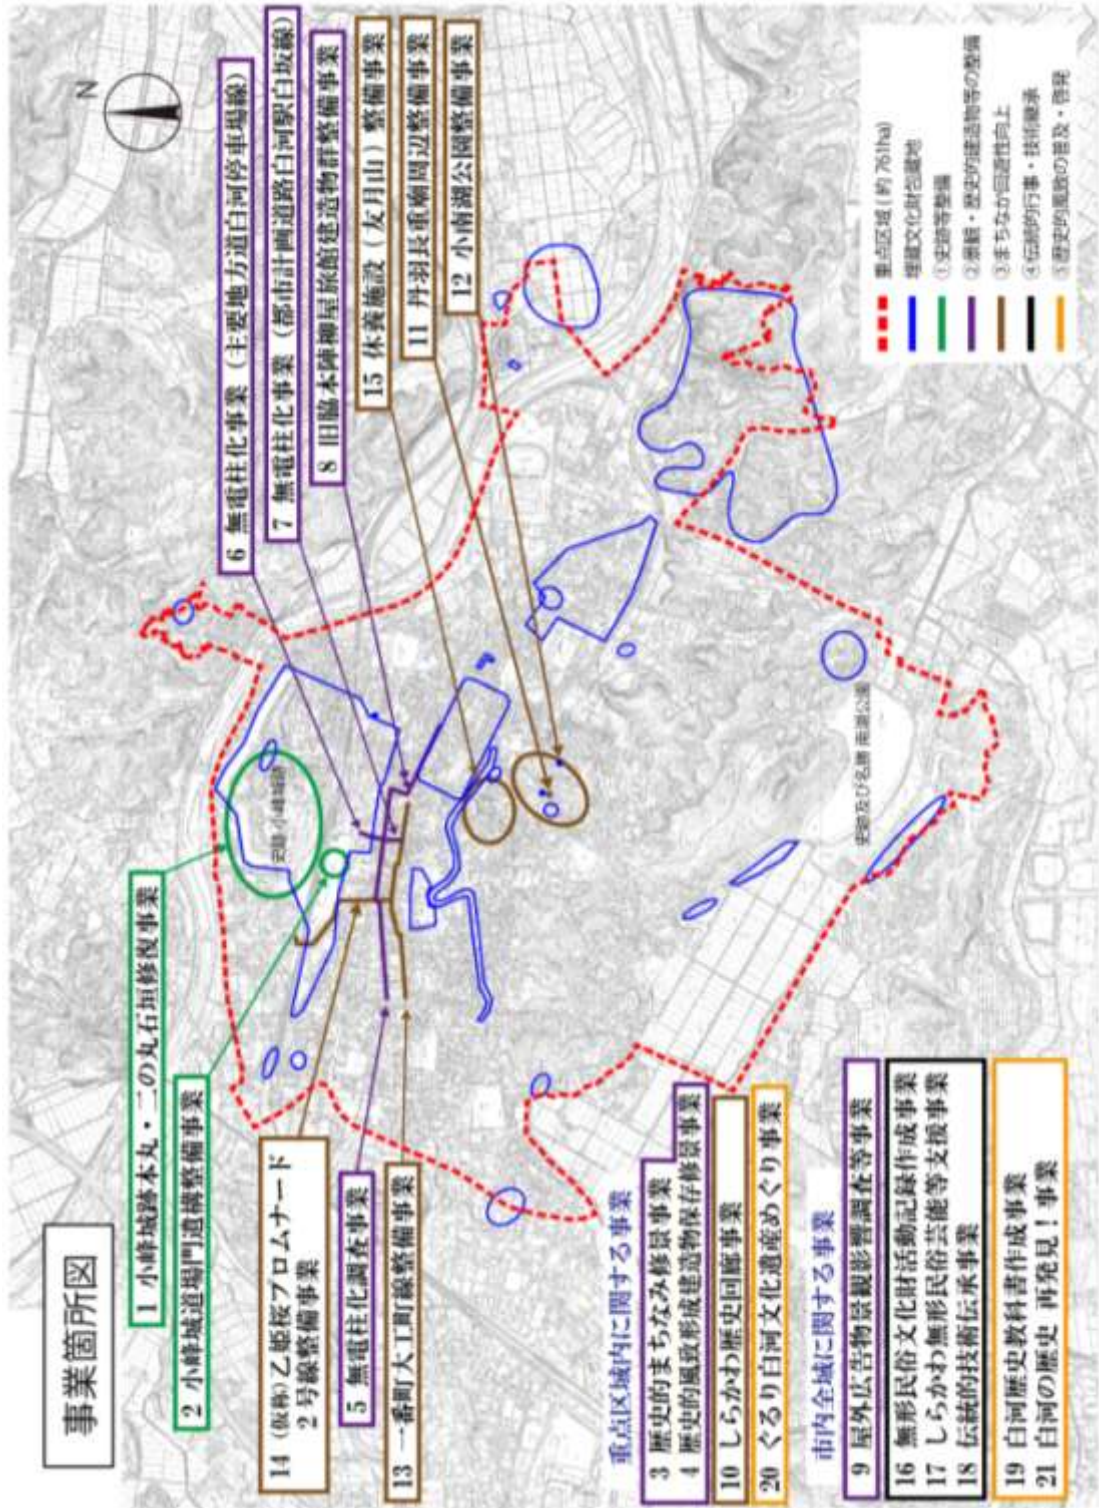 事業箇所図
1 小峰城跡本丸・二の丸石垣修復事業
2 小峰城道場門遺構整備事業
14 (仮称)乙姫桜プロムナード
2号線整備事業
5 無電柱化調査事業
13 一番町大工町線整備事業
6 無電柱化事業（主要地方道白河停車場線）
7 無電柱化事業（都市計画道路白河駅白坂線）
8 旧脇本陣柳屋旅館建造物群整備事業
15 休養施設（友月山）整備事業
11 丹羽長重廟周辺整備事業
12 小南湖公園整備事業
N
史跡 小峰城跡
史跡及び名勝 南湖公園
重点区域内に関する事業
3 歴史的まちなみ修景事業
4 歴史的風致形成建造物保存修景事業
10 しらかわ歴史回廊事業
20 ぐるり白河文化遺産めぐり事業
市内全域に関する事業
9 屋外広告物景観影響調査等事業
16 無形民俗文化財活動記録作成事業
17 しらかわ無形民俗芸能等支援事業
18 伝統的技術伝承事業
19 白河歴史教科書作成事業
21 白河の歴史 再発見！事業
重点区域(約761ha)
埋蔵文化財包蔵地
①史跡等整備
②景観・歴史的建造物等の整備
③まちなか回遊性向上
④伝統的行事・技術継承
⑤歴史的風致の普及・啓発